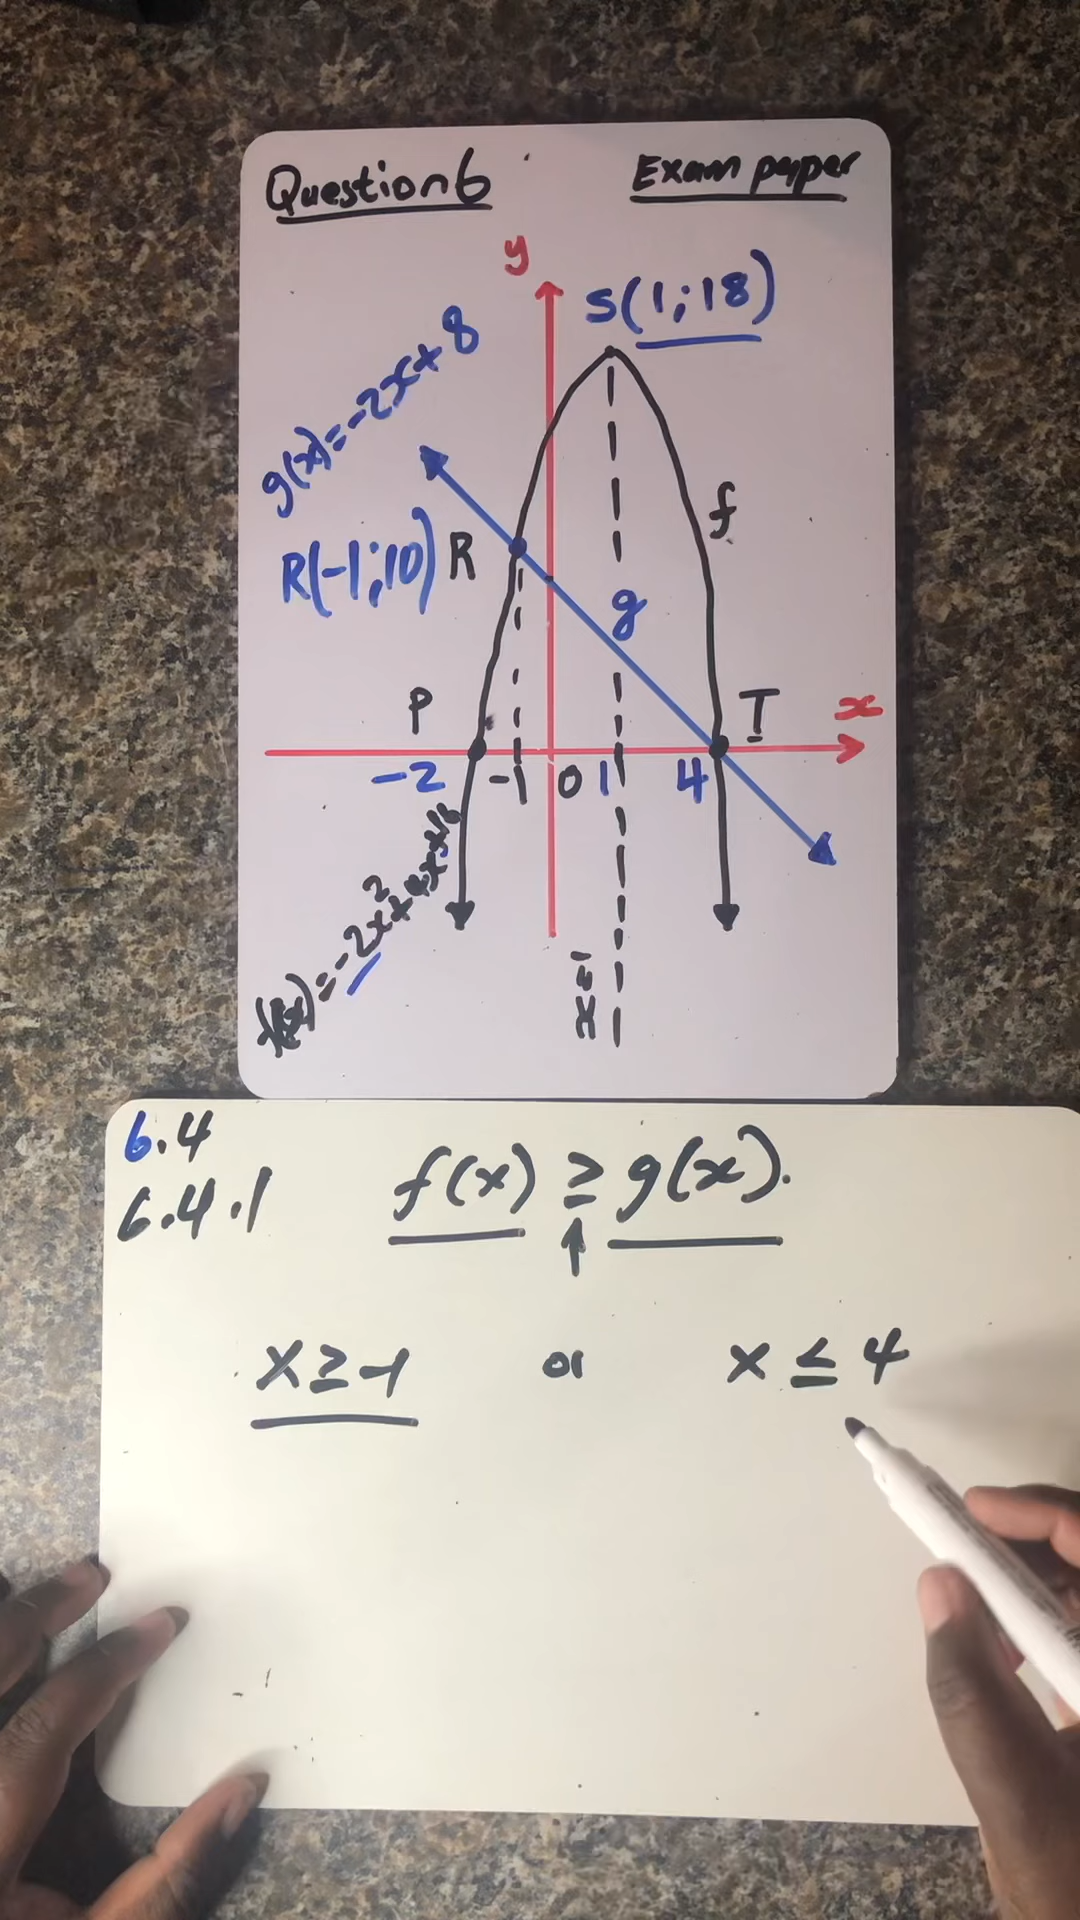 Question 6
Exam paper
y
S(1;18)
g(x)=-2x+8
f
R(-1;10) R
g
P
T
x
-2 -1 0 1 4
f(x)=-2x²+4x+16
x=1
6.4
6.4.1
f(x) ≥ g(x).
x≥-1 or x ≤ 4